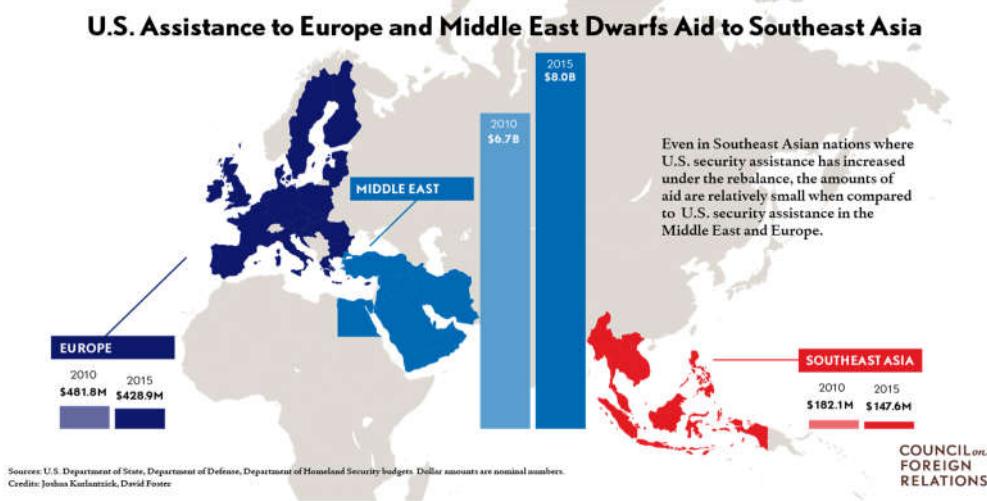 U.S. Assistance to Europe and Middle East Dwarfs Aid to Southeast Asia
2015
$8.0B
2010
$6.7B
Even in Southeast Asian nations where
U.S. security assistance has increased
under the rebalance, the amounts of
aid are relatively small when compared
to U.S. security assistance in the
Middle East and Europe.
MIDDLE EAST
EUROPE
2010
$481.8M
2015
$428.9M
SOUTHEAST ASIA
2010
$182.1M
2015
$147.6M
COUNCIL on
FOREIGN
RELATIONS
Sources: U.S. Department of State, Department of Defense, Department of Homeland Security budgets. Dollar amounts are nominal numbers.
Credits: Joshua Kurlantzick, David Foster